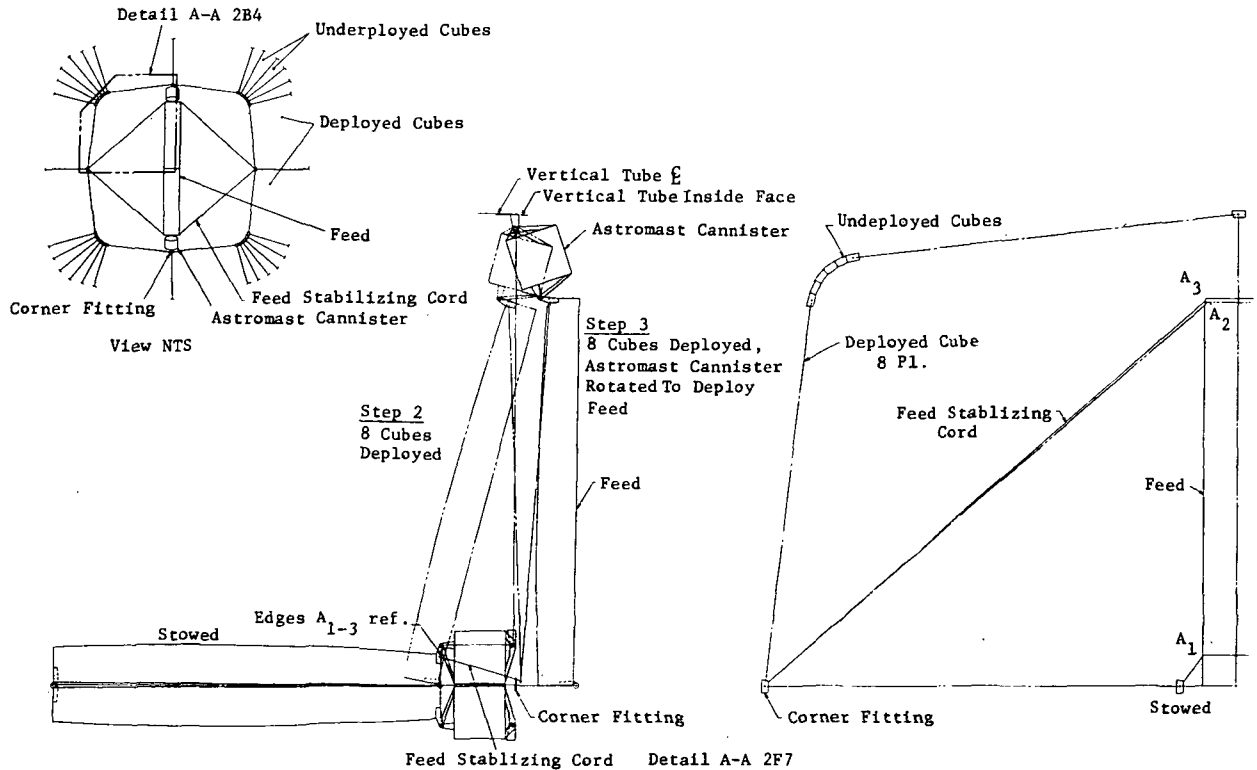 Detail A-A 2B4
Underployed Cubes
Deployed Cubes
Feed
Corner Fitting
Feed Stabilizing Cord
Astromast Cannister
View NTS
Vertical Tube ℄
Vertical Tube Inside Face
Astromast Cannister
Step 3
8 Cubes Deployed,
Astromast Cannister
Rotated To Deploy
Feed
Step 2
8 Cubes
Deployed
Feed
Edges A1-3 ref.
Stowed
Corner Fitting
Feed Stablizing Cord
Detail A-A 2F7
Undeployed Cubes
A3
A2
Deployed Cube
8 Pl.
Feed Stablizing
Cord
Feed
A1
Corner Fitting
Stowed